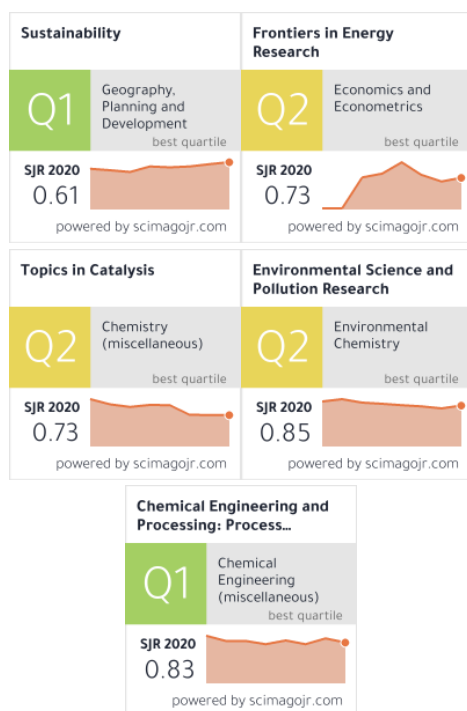 Sustainability
Q1
Geography,
Planning and
Development
best quartile
SJR 2020
0.61
powered by scimagojr.com
Frontiers in Energy
Research
Q2
Economics and
Econometrics
best quartile
SJR 2020
0.73
powered by scimagojr.com
Topics in Catalysis
Q2
Chemistry
(miscellaneous)
best quartile
SJR 2020
0.73
powered by scimagojr.com
Environmental Science and
Pollution Research
Q2
Environmental
Chemistry
best quartile
SJR 2020
0.85
powered by scimagojr.com
Chemical Engineering and
Processing: Process...
Q1
Chemical
Engineering
(miscellaneous)
best quartile
SJR 2020
0.83
powered by scimagojr.com